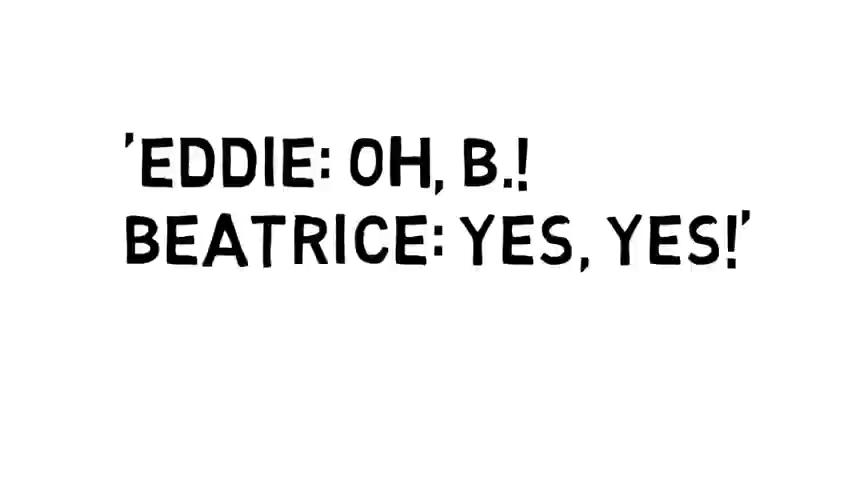 'EDDIE: OH, B.!
BEATRICE: YES, YES!'